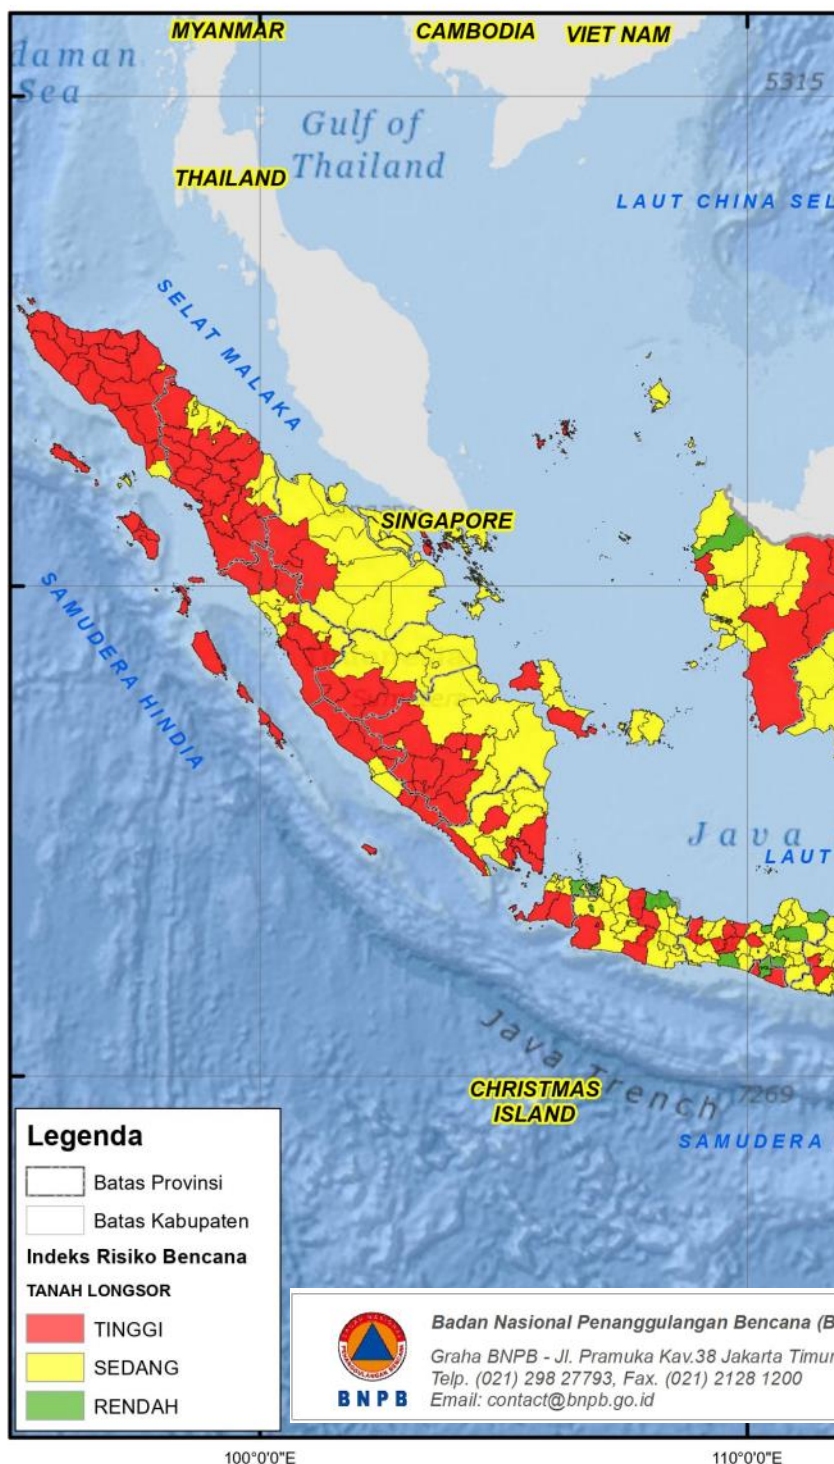 MYANMAR
CAMBODIA
VIET NAM
daman
Sea
5315
Gulf of
Thailand
THAILAND
LAUT CHINA SEL
SELAT MALAKA
SINGAPORE
SAMUDERA HINDIA
Java
LAUT
Java Trench
CHRISTMAS
ISLAND
7269
SAMUDERA
Legenda
Batas Provinsi
Batas Kabupaten
Indeks Risiko Bencana
TANAH LONGSOR
TINGGI
SEDANG
RENDAH
BNPB
Badan Nasional Penanggulangan Bencana (B
Graha BNPB - Jl. Pramuka Kav.38 Jakarta Timur
Telp. (021) 298 27793, Fax. (021) 2128 1200
Email: contact@bnpb.go.id
100°0'0"E
110°0'0"E